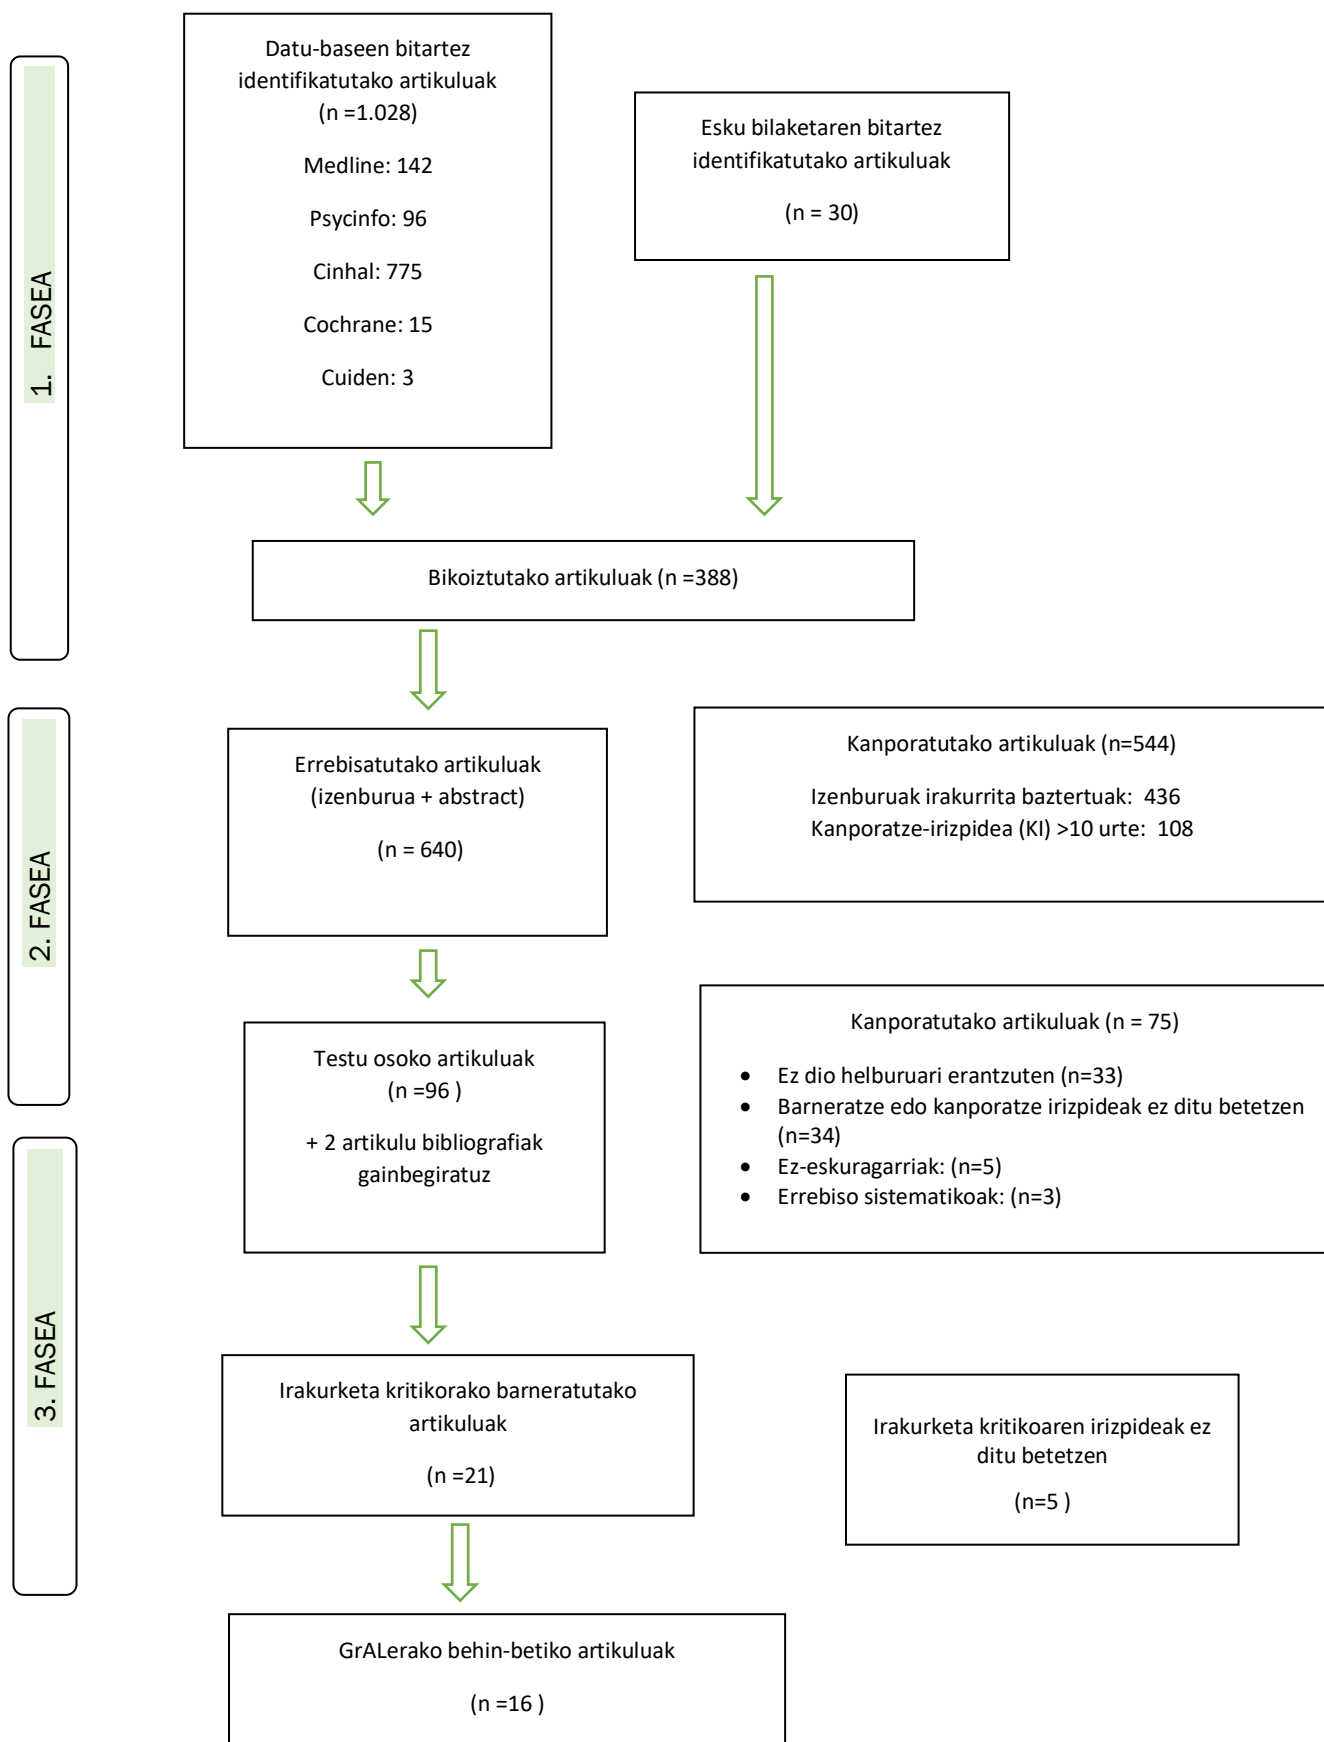 1. FASEA
Datu-baseen bitartez
identifikatutako artikuluak
(n =1.028)
Medline: 142
Psycinfo: 96
Cinhal: 775
Cochrane: 15
Cuiden: 3
Esku bilaketaren bitartez
identifikatutako artikuluak
(n = 30)
Bikoiztutako artikuluak (n =388)
2. FASEA
Errebisatutako artikuluak
(izenburua + abstract)
(n = 640)
Kanporatutako artikuluak (n=544)
Izenburuak irakurrita baztertuak: 436
Kanporatze-irizpidea (KI) >10 urte: 108
Testu osoko artikuluak
(n =96 )
+ 2 artikulu bibliografiak
gainbegiratuz
Kanporatutako artikuluak (n = 75)
• Ez dio helburuari erantzuten (n=33)
• Barneratze edo kanporatze irizpideak ez ditu betetzen
(n=34)
• Ez-eskuragarriak: (n=5)
• Errebiso sistematikoak: (n=3)
3. FASEA
Irakurketa kritikorako barneratutako
artikuluak
(n =21)
Irakurketa kritikoaren irizpideak ez
ditu betetzen
(n=5 )
GrALerako behin-betiko artikuluak
(n =16 )